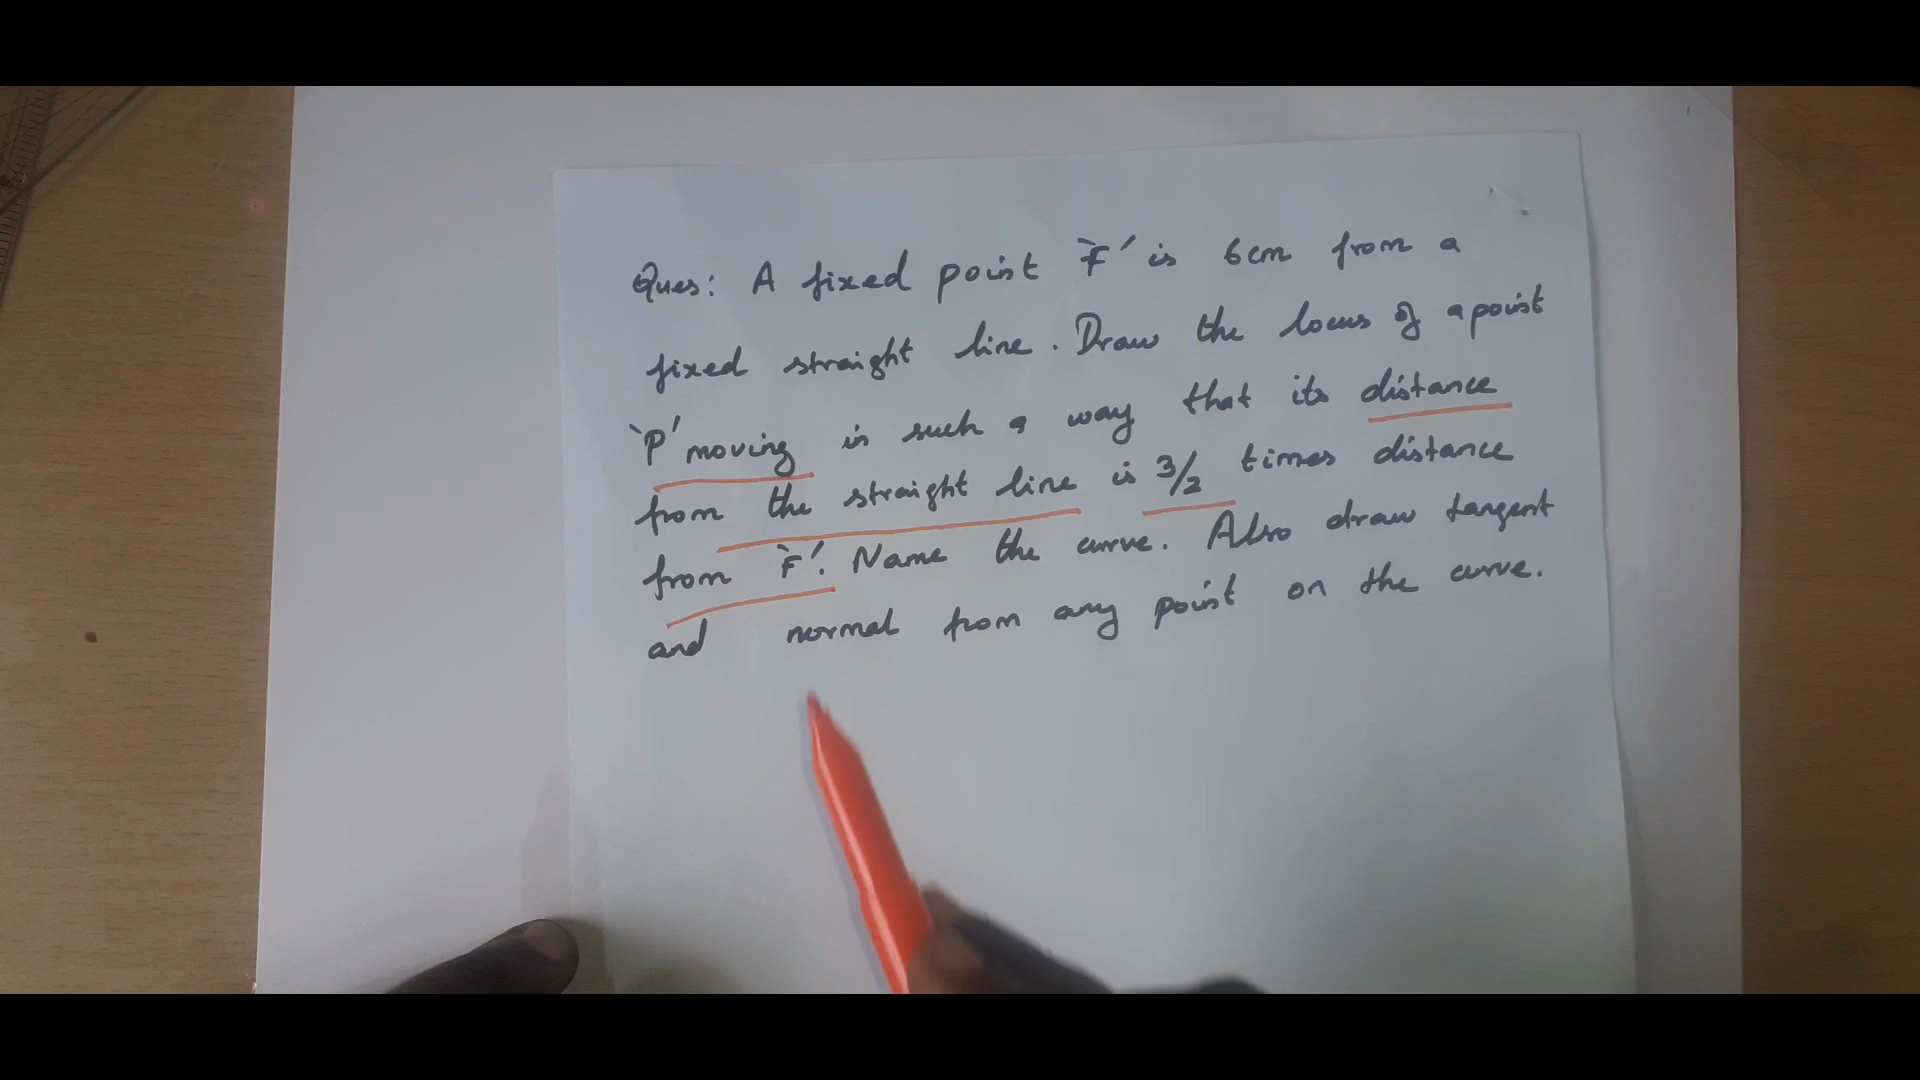 Ques: A fixed point `F' is 6cm from a
fixed straight line. Draw the locus of a point
`P' moving in such a way that its distance
from the straight line is 3/2 times distance
from `F'. Name the curve. Also draw tangent
and normal from any point on the curve.